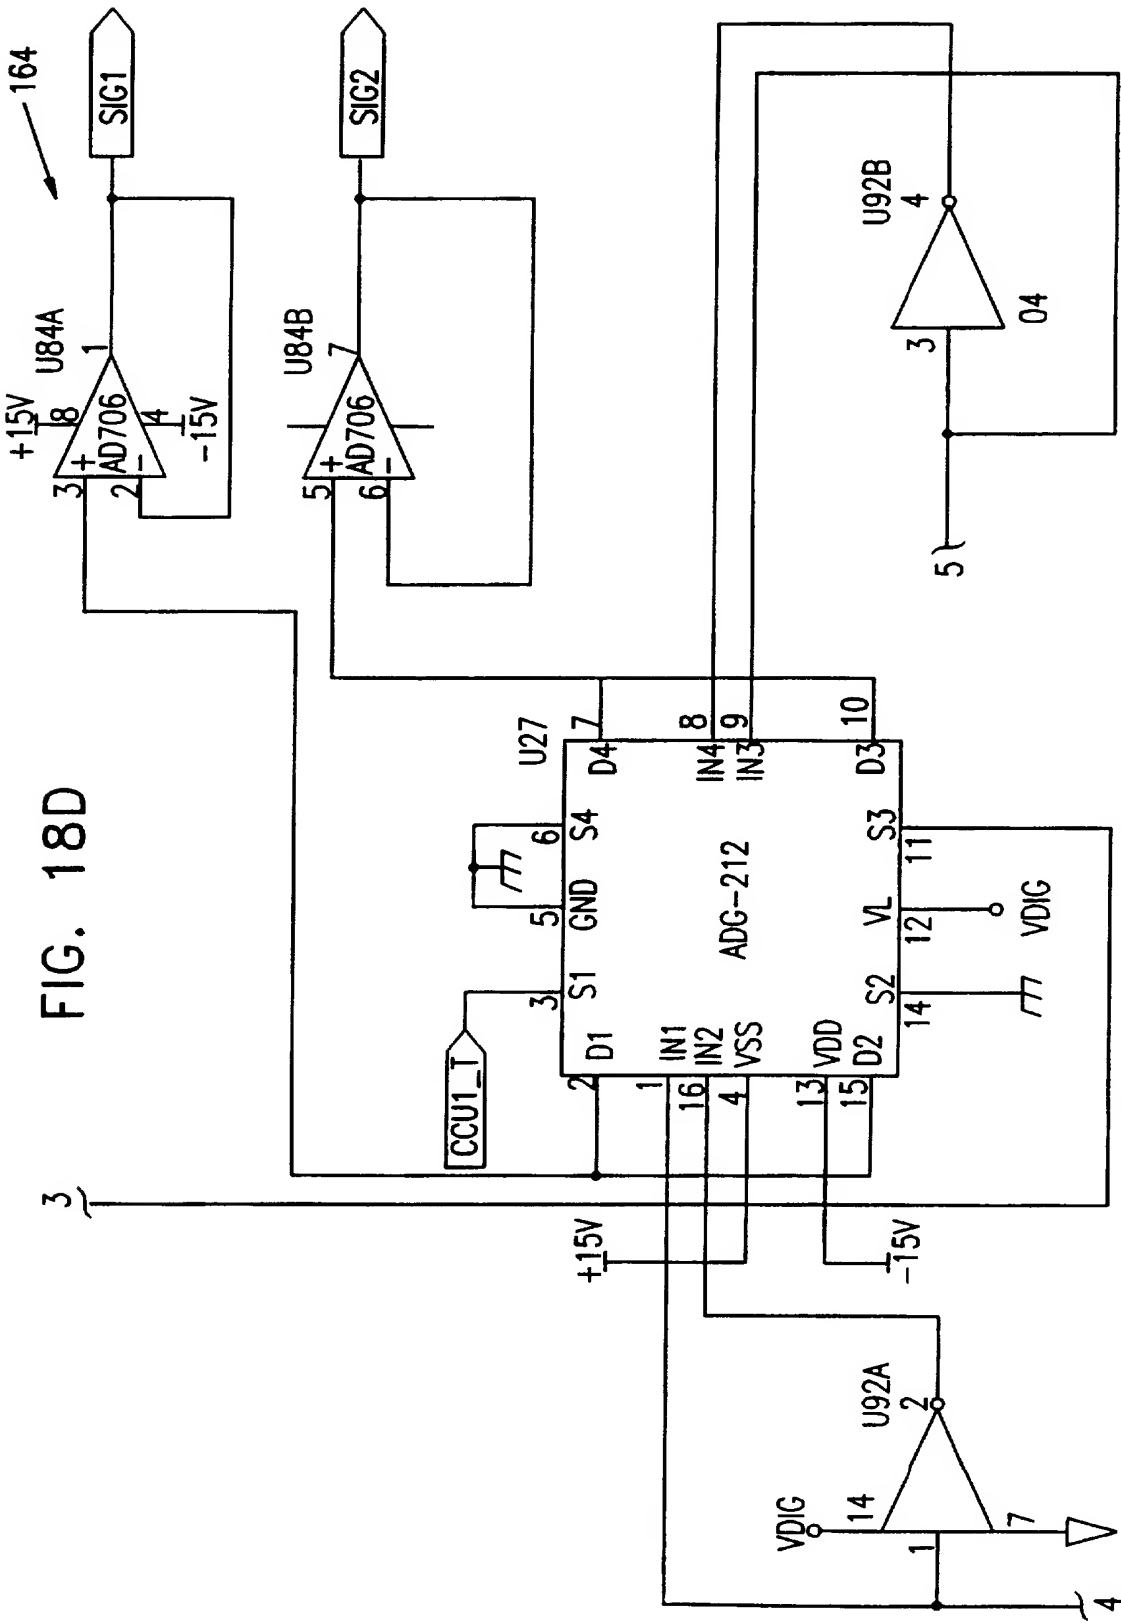 FIG. 18D
164
SIG1
SIG2
+15V
8
U84A
3
+
AD706
1
2
-
4
-15V
U84B
5
+
AD706
7
6
-
3
CCU1_T
U27
3
S1
5
GND
6
S4
2
D1
D4
7
1
IN1
16
IN2
4
VSS
IN4
8
IN3
9
ADG-212
13
VDD
15
D2
D3
10
S2
14
VL
12
S3
11
VDIG
+15V
-15V
U92B
3
4
04
5
VDIG
14
U92A
1
2
7
4